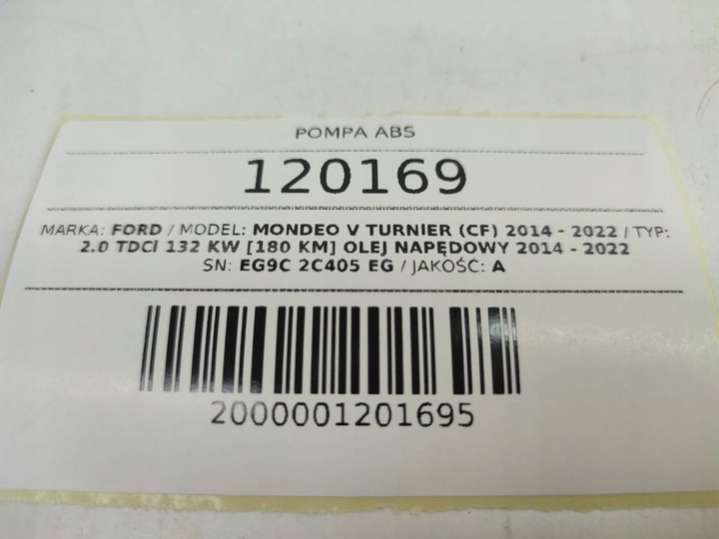 POMPA ABS
120169
MARKA: FORD / MODEL: MONDEO V TURNIER (CF) 2014 - 2022 / TYP:
2.0 TDCi 132 KW [180 KM] OLEJ NAPĘDOWY 2014 - 2022
SN: EG9C 2C405 EG / JAKOŚĆ: A
2000001201695